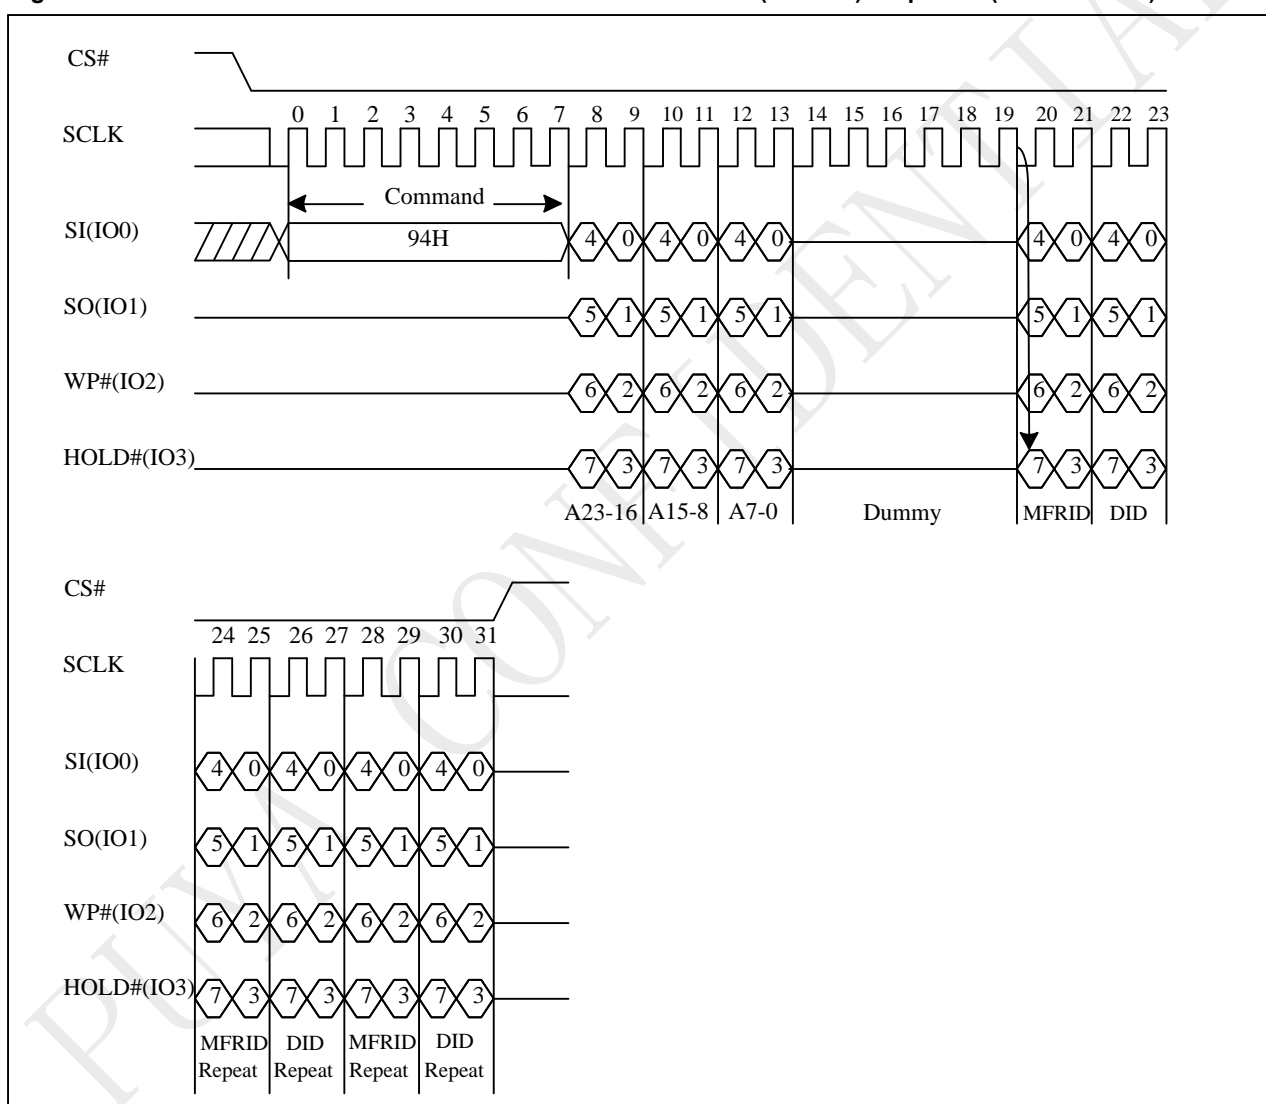 CS#
0 1 2 3 4 5 6 7 8 9 10 11 12 13 14 15 16 17 18 19 20 21 22 23
SCLK
Command
SI(IO0) 94H 4 0 4 0 4 0 4 0 4 0
SO(IO1) 5 1 5 1 5 1 5 1 5 1
WP#(IO2) 6 2 6 2 6 2 6 2 6 2
HOLD#(IO3) 7 3 7 3 7 3 7 3 7 3
A23-16 A15-8 A7-0 Dummy MFRID DID
CS#
24 25 26 27 28 29 30 31
SCLK
SI(IO0) 4 0 4 0 4 0 4 0
SO(IO1) 5 1 5 1 5 1 5 1
WP#(IO2) 6 2 6 2 6 2 6 2
HOLD#(IO3) 7 3 7 3 7 3 7 3
MFRID DID MFRID DID
Repeat Repeat Repeat Repeat
PUYA CONFIDENTIAL